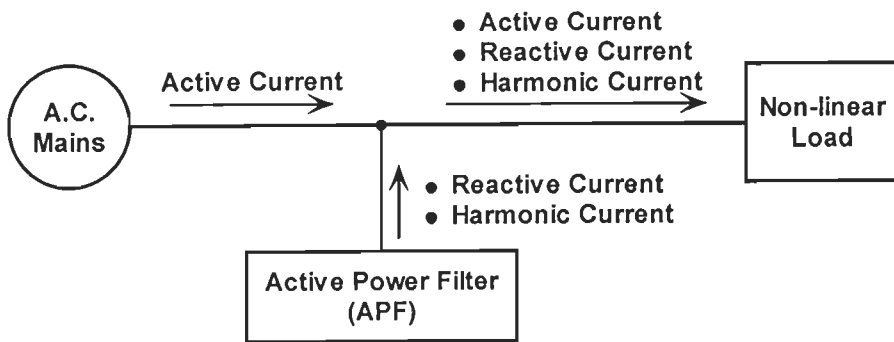 A.C.
Mains
Active Current
● Active Current
● Reactive Current
● Harmonic Current
Non-linear
Load
● Reactive Current
● Harmonic Current
Active Power Filter
(APF)